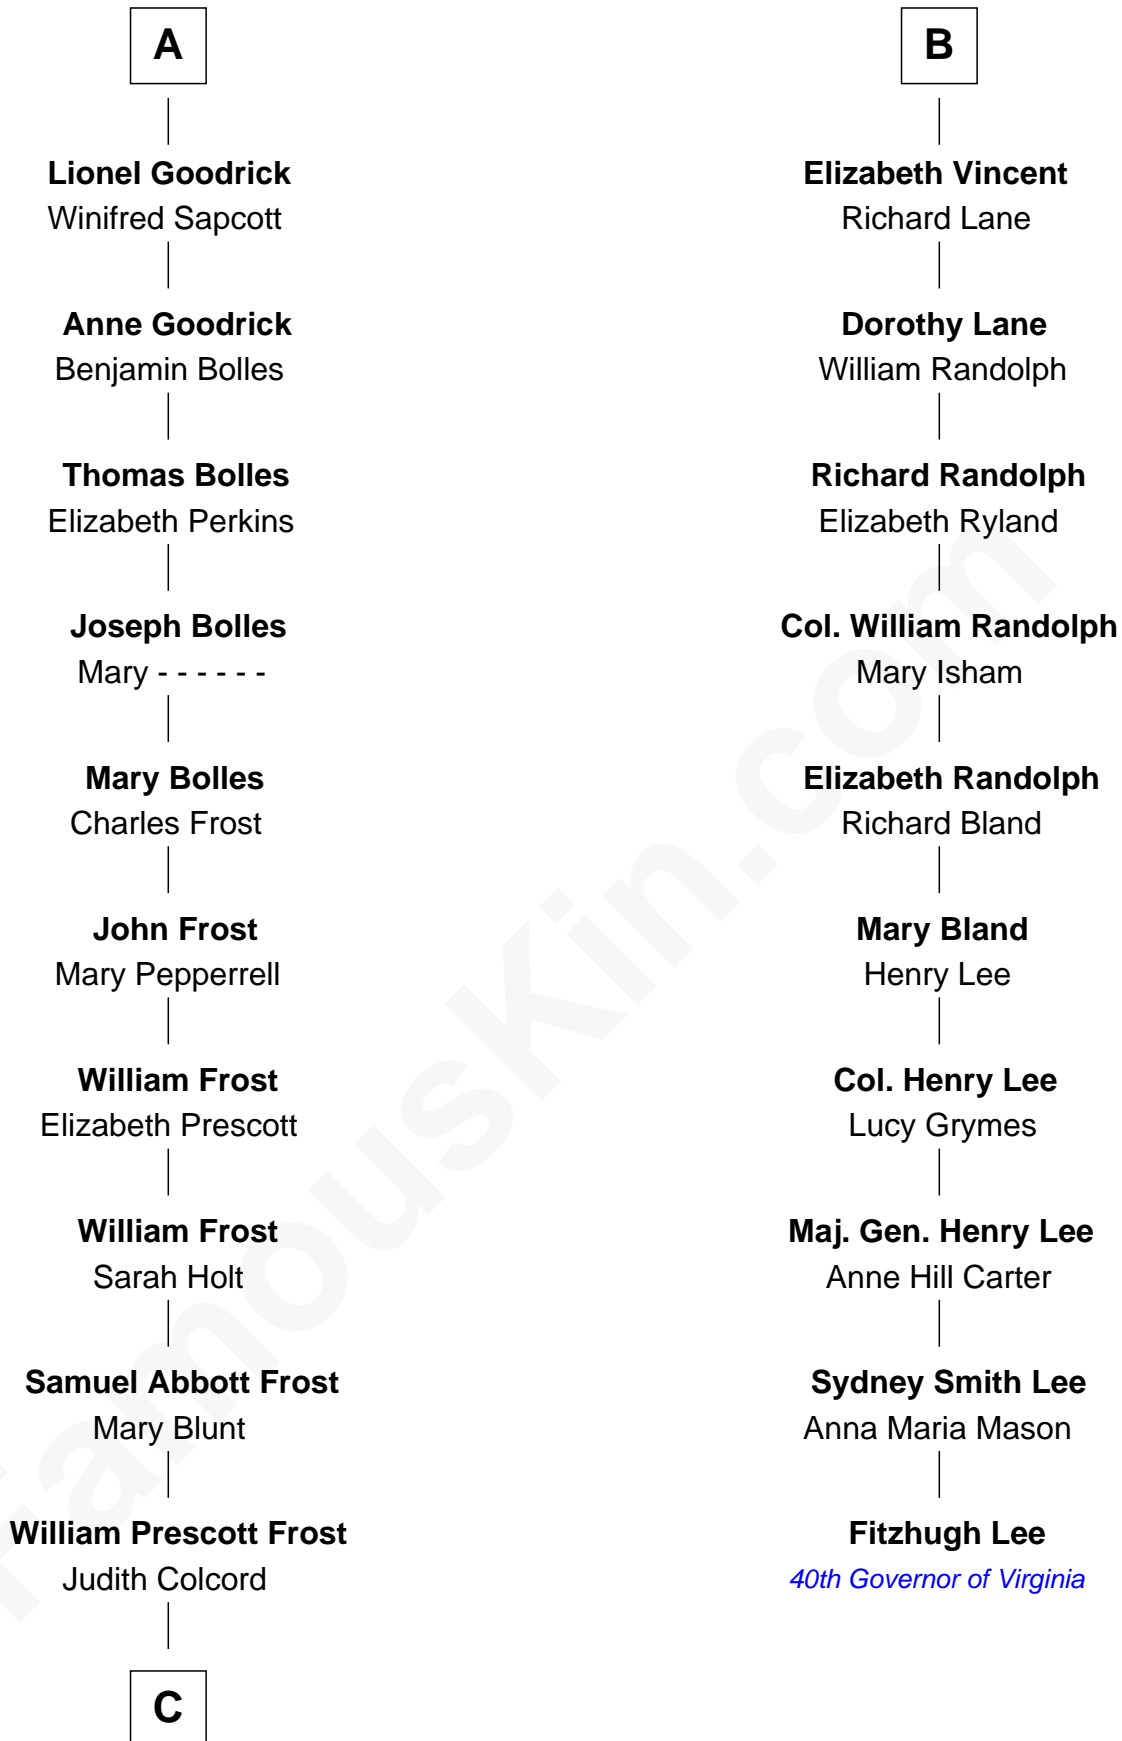 A
Lionel Goodrick
Winifred Sapcott
Anne Goodrick
Benjamin Bolles
Thomas Bolles
Elizabeth Perkins
Joseph Bolles
Mary - - - - - -
Mary Bolles
Charles Frost
John Frost
Mary Pepperrell
William Frost
Elizabeth Prescott
William Frost
Sarah Holt
Samuel Abbott Frost
Mary Blunt
William Prescott Frost
Judith Colcord
C
B
Elizabeth Vincent
Richard Lane
Dorothy Lane
William Randolph
Richard Randolph
Elizabeth Ryland
Col. William Randolph
Mary Isham
Elizabeth Randolph
Richard Bland
Mary Bland
Henry Lee
Col. Henry Lee
Lucy Grymes
Maj. Gen. Henry Lee
Anne Hill Carter
Sydney Smith Lee
Anna Maria Mason
Fitzhugh Lee
40th Governor of Virginia
FamousKin.com